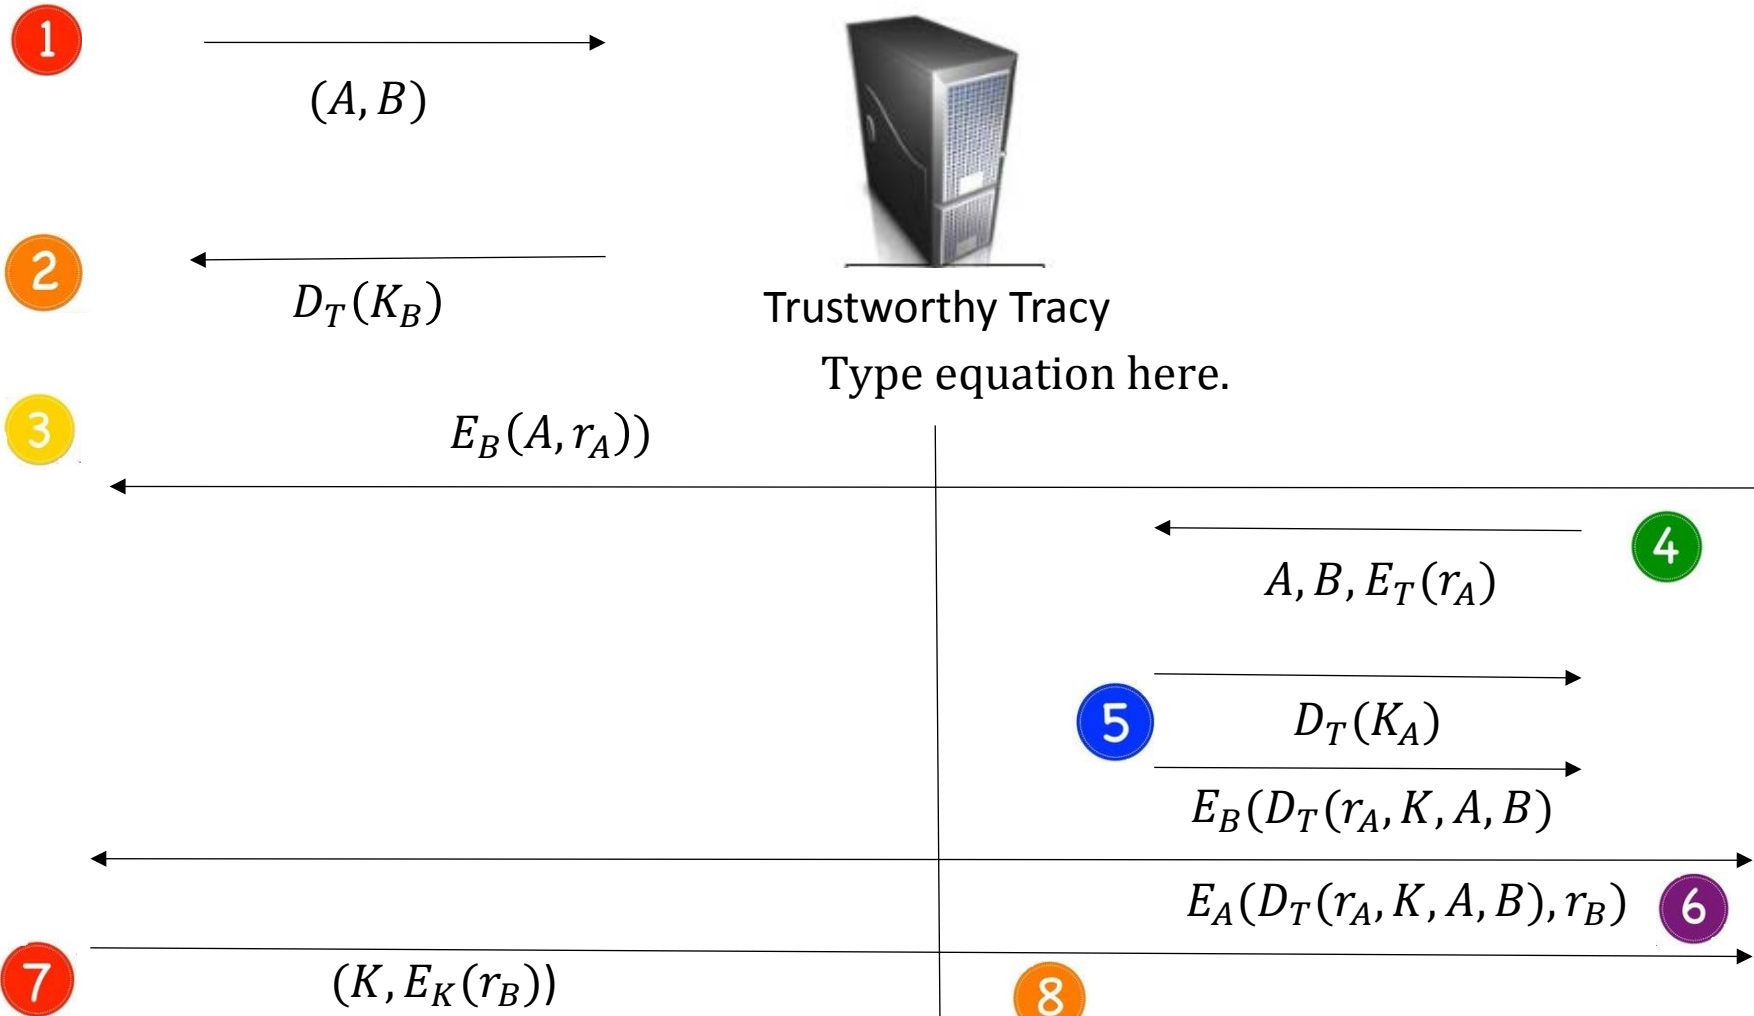 1
(A, B)
2
D_T(K_B)
Trustworthy Tracy
Type equation here.
3
E_B(A, r_A))
4
A, B, E_T(r_A)
5
D_T(K_A)
E_B(D_T(r_A, K, A, B)
E_A(D_T(r_A, K, A, B), r_B)
6
7
(K, E_K(r_B))
8